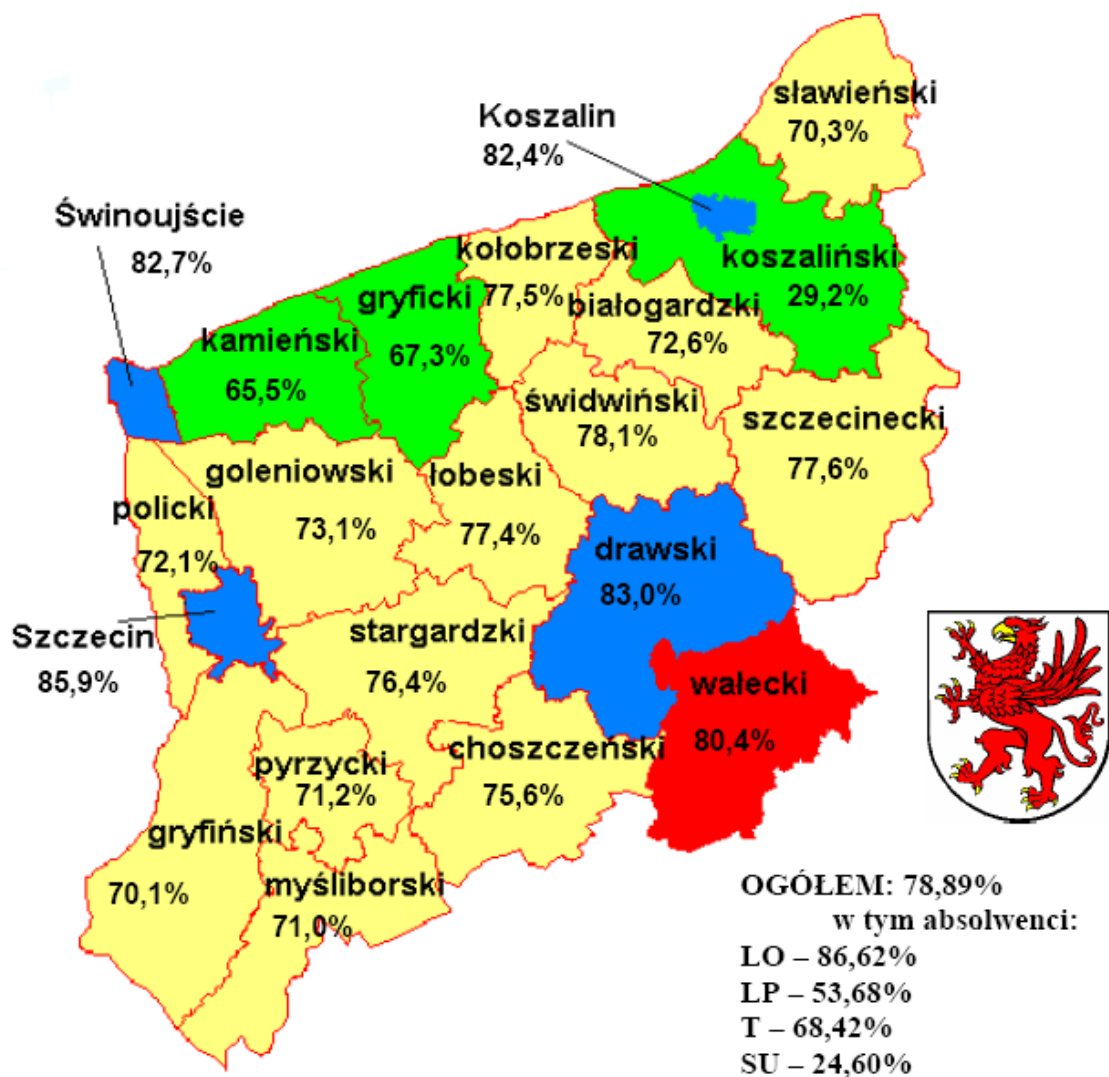 sławieński
70,3%
Koszalin
82,4%
Świnoujście
82,7%
kołobrzeski
77,5%
koszaliński
29,2%
gryficki
67,3%
białogardzki
72,6%
kamieński
65,5%
świdwiński
78,1%
szczecinecki
77,6%
goleniowski
73,1%
łobeski
77,4%
policki
72,1%
drawski
83,0%
Szczecin
85,9%
stargardzki
76,4%
wałecki
80,4%
choszczeński
75,6%
pyrzycki
71,2%
gryfiński
70,1%
myśliborski
71,0%
OGÓŁEM: 78,89%
w tym absolwenci:
LO – 86,62%
LP – 53,68%
T – 68,42%
SU – 24,60%